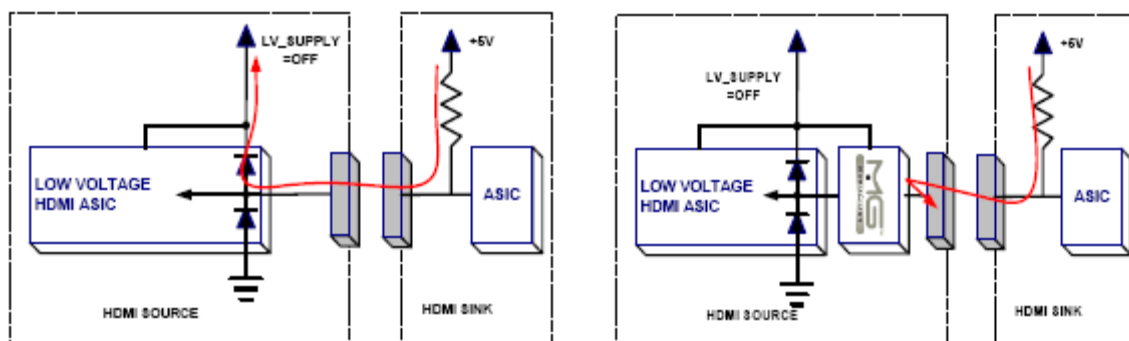 LV_SUPPLY
=OFF
+5V
LOW VOLTAGE
HDMI ASIC
ASIC
HDMI SOURCE
HDMI SINK
LV_SUPPLY
=OFF
+5V
LOW VOLTAGE
HDMI ASIC
MG
ASIC
HDMI SOURCE
HDMI SINK